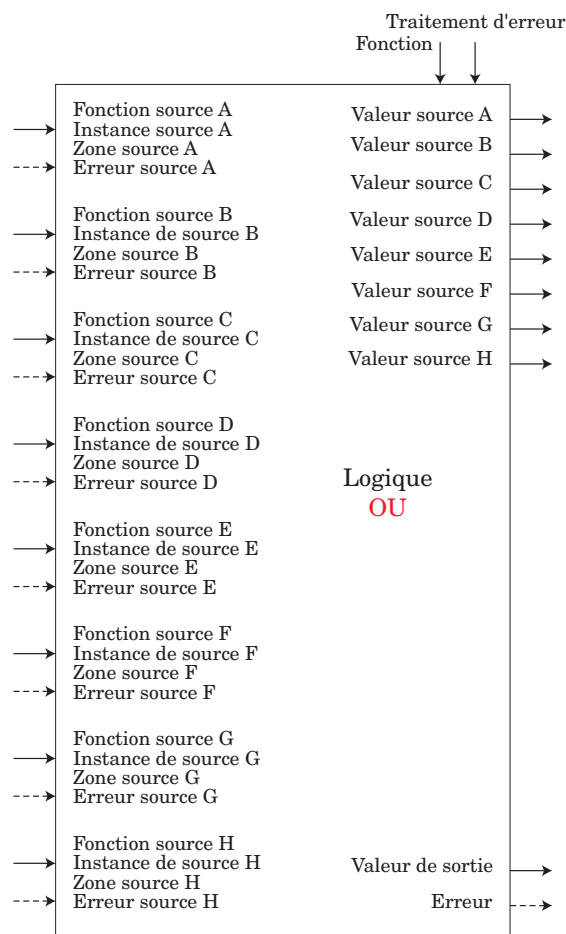 Traitement d'erreur
Fonction
Fonction source A
Instance source A
Zone source A
Erreur source A
Fonction source B
Instance de source B
Zone source B
Erreur source B
Fonction source C
Instance de source C
Zone source C
Erreur source C
Fonction source D
Instance de source D
Zone source D
Erreur source D
Fonction source E
Instance de source E
Zone source E
Erreur source E
Fonction source F
Instance de source F
Zone source F
Erreur source F
Fonction source G
Instance de source G
Zone source G
Erreur source G
Fonction source H
Instance de source H
Zone source H
Erreur source H
Valeur source A
Valeur source B
Valeur source C
Valeur source D
Valeur source E
Valeur source F
Valeur source G
Valeur source H
Logique
OU
Valeur de sortie
Erreur